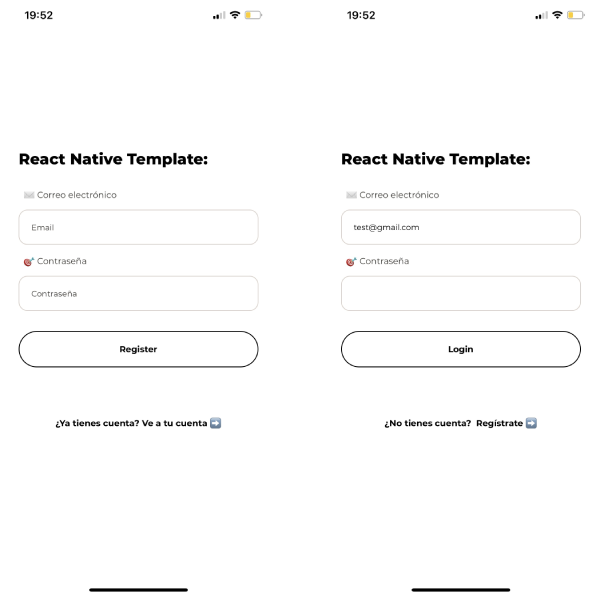 19:52
React Native Template:
✉️ Correo electrónico
Email
🎯 Contraseña
Contraseña
Register
¿Ya tienes cuenta? Ve a tu cuenta ➡️
19:52
React Native Template:
✉️ Correo electrónico
test@gmail.com
🎯 Contraseña
Login
¿No tienes cuenta? Regístrate ➡️